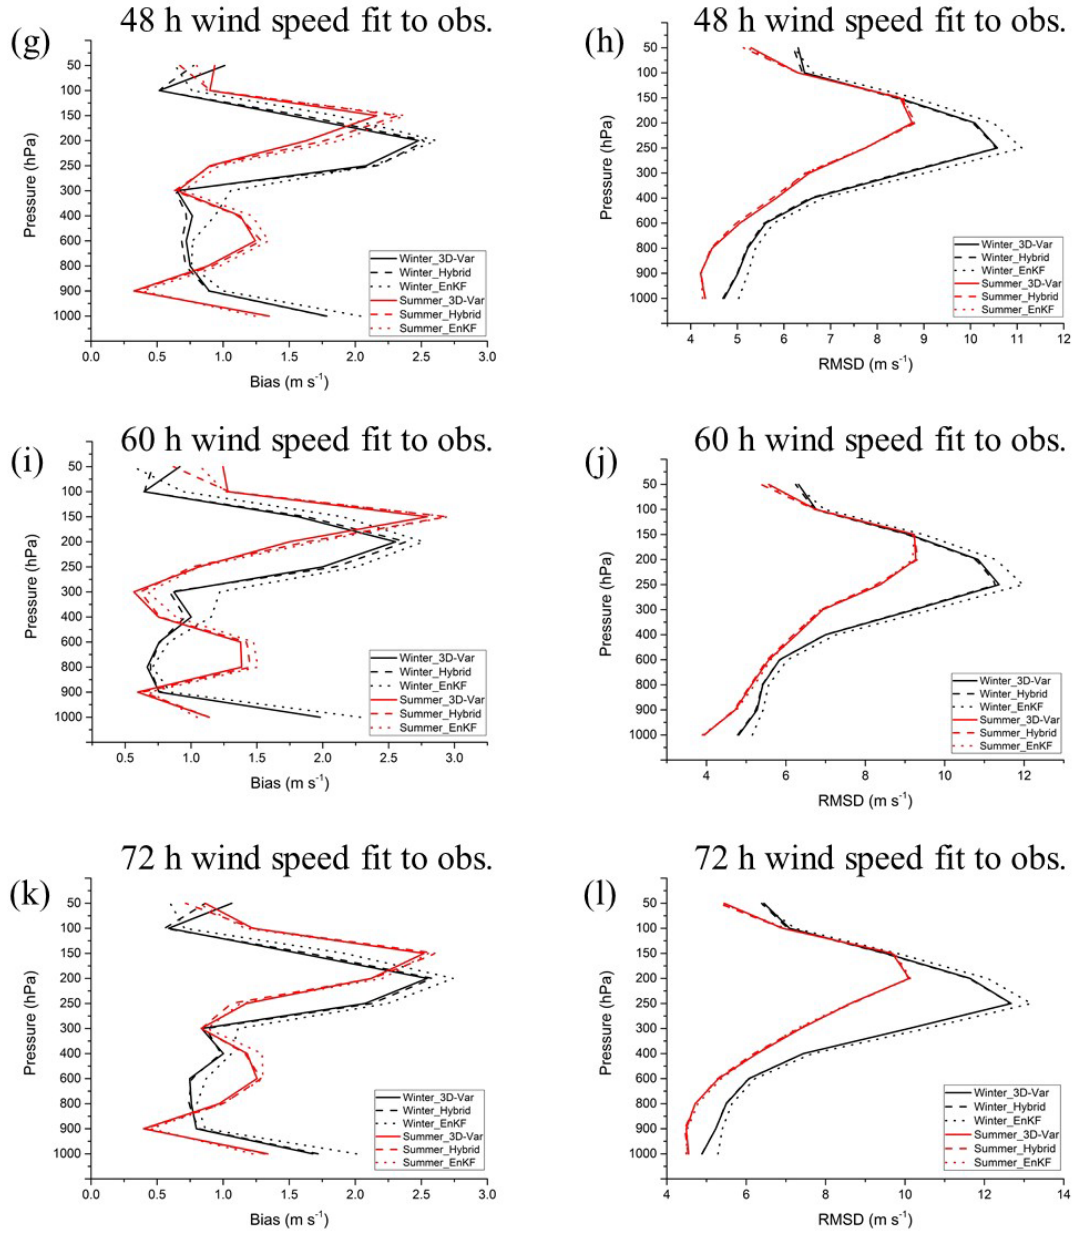 (g)
48 h wind speed fit to obs.
50
100
150
200
250
300
400
600
800
900
1000
Pressure (hPa)
Winter_3D-Var
Winter_Hybrid
Winter_EnKF
Summer_3D-Var
Summer_Hybrid
Summer_EnKF
0.0 0.5 1.0 1.5 2.0 2.5 3.0
Bias (m s⁻¹)
(h)
48 h wind speed fit to obs.
50
100
150
200
250
300
400
600
800
900
1000
Pressure (hPa)
Winter_3D-Var
Winter_Hybrid
Winter_EnKF
Summer_3D-Var
Summer_Hybrid
Summer_EnKF
4 5 6 7 8 9 10 11 12
RMSD (m s⁻¹)
(i)
60 h wind speed fit to obs.
50
100
150
200
250
300
400
600
800
900
1000
Pressure (hPa)
Winter_3D-Var
Winter_Hybrid
Winter_EnKF
Summer_3D-Var
Summer_Hybrid
Summer_EnKF
0.5 1.0 1.5 2.0 2.5 3.0
Bias (m s⁻¹)
(j)
60 h wind speed fit to obs.
50
100
150
200
250
300
400
600
800
900
1000
Pressure (hPa)
Winter_3D-Var
Winter_Hybrid
Winter_EnKF
Summer_3D-Var
Summer_Hybrid
Summer_EnKF
4 6 8 10 12
RMSD (m s⁻¹)
(k)
72 h wind speed fit to obs.
50
100
150
200
250
300
400
600
800
900
1000
Pressure (hPa)
Winter_3D-Var
Winter_Hybrid
Winter_EnKF
Summer_3D-Var
Summer_Hybrid
Summer_EnKF
0.0 0.5 1.0 1.5 2.0 2.5 3.0
Bias (m s⁻¹)
(l)
72 h wind speed fit to obs.
50
100
150
200
250
300
400
600
800
900
1000
Pressure (hPa)
Winter_3D-Var
Winter_Hybrid
Winter_EnKF
Summer_3D-Var
Summer_Hybrid
Summer_EnKF
4 6 8 10 12 14
RMSD (m s⁻¹)